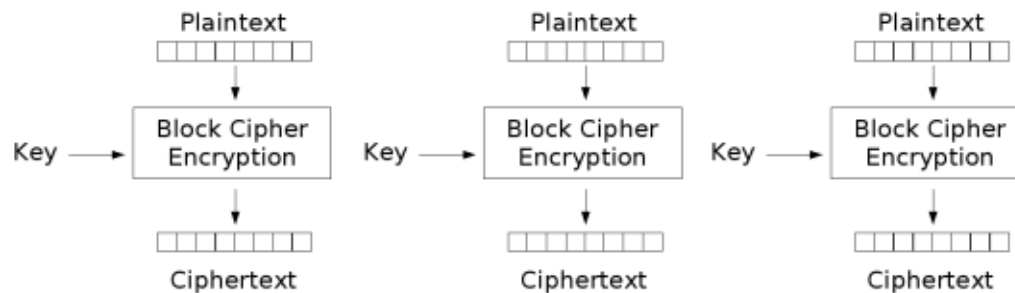 Plaintext Plaintext Plaintext
Block Cipher Block Cipher Block Cipher
Key Encryption Key Encryption Key Encryption
Ciphertext Ciphertext Ciphertext